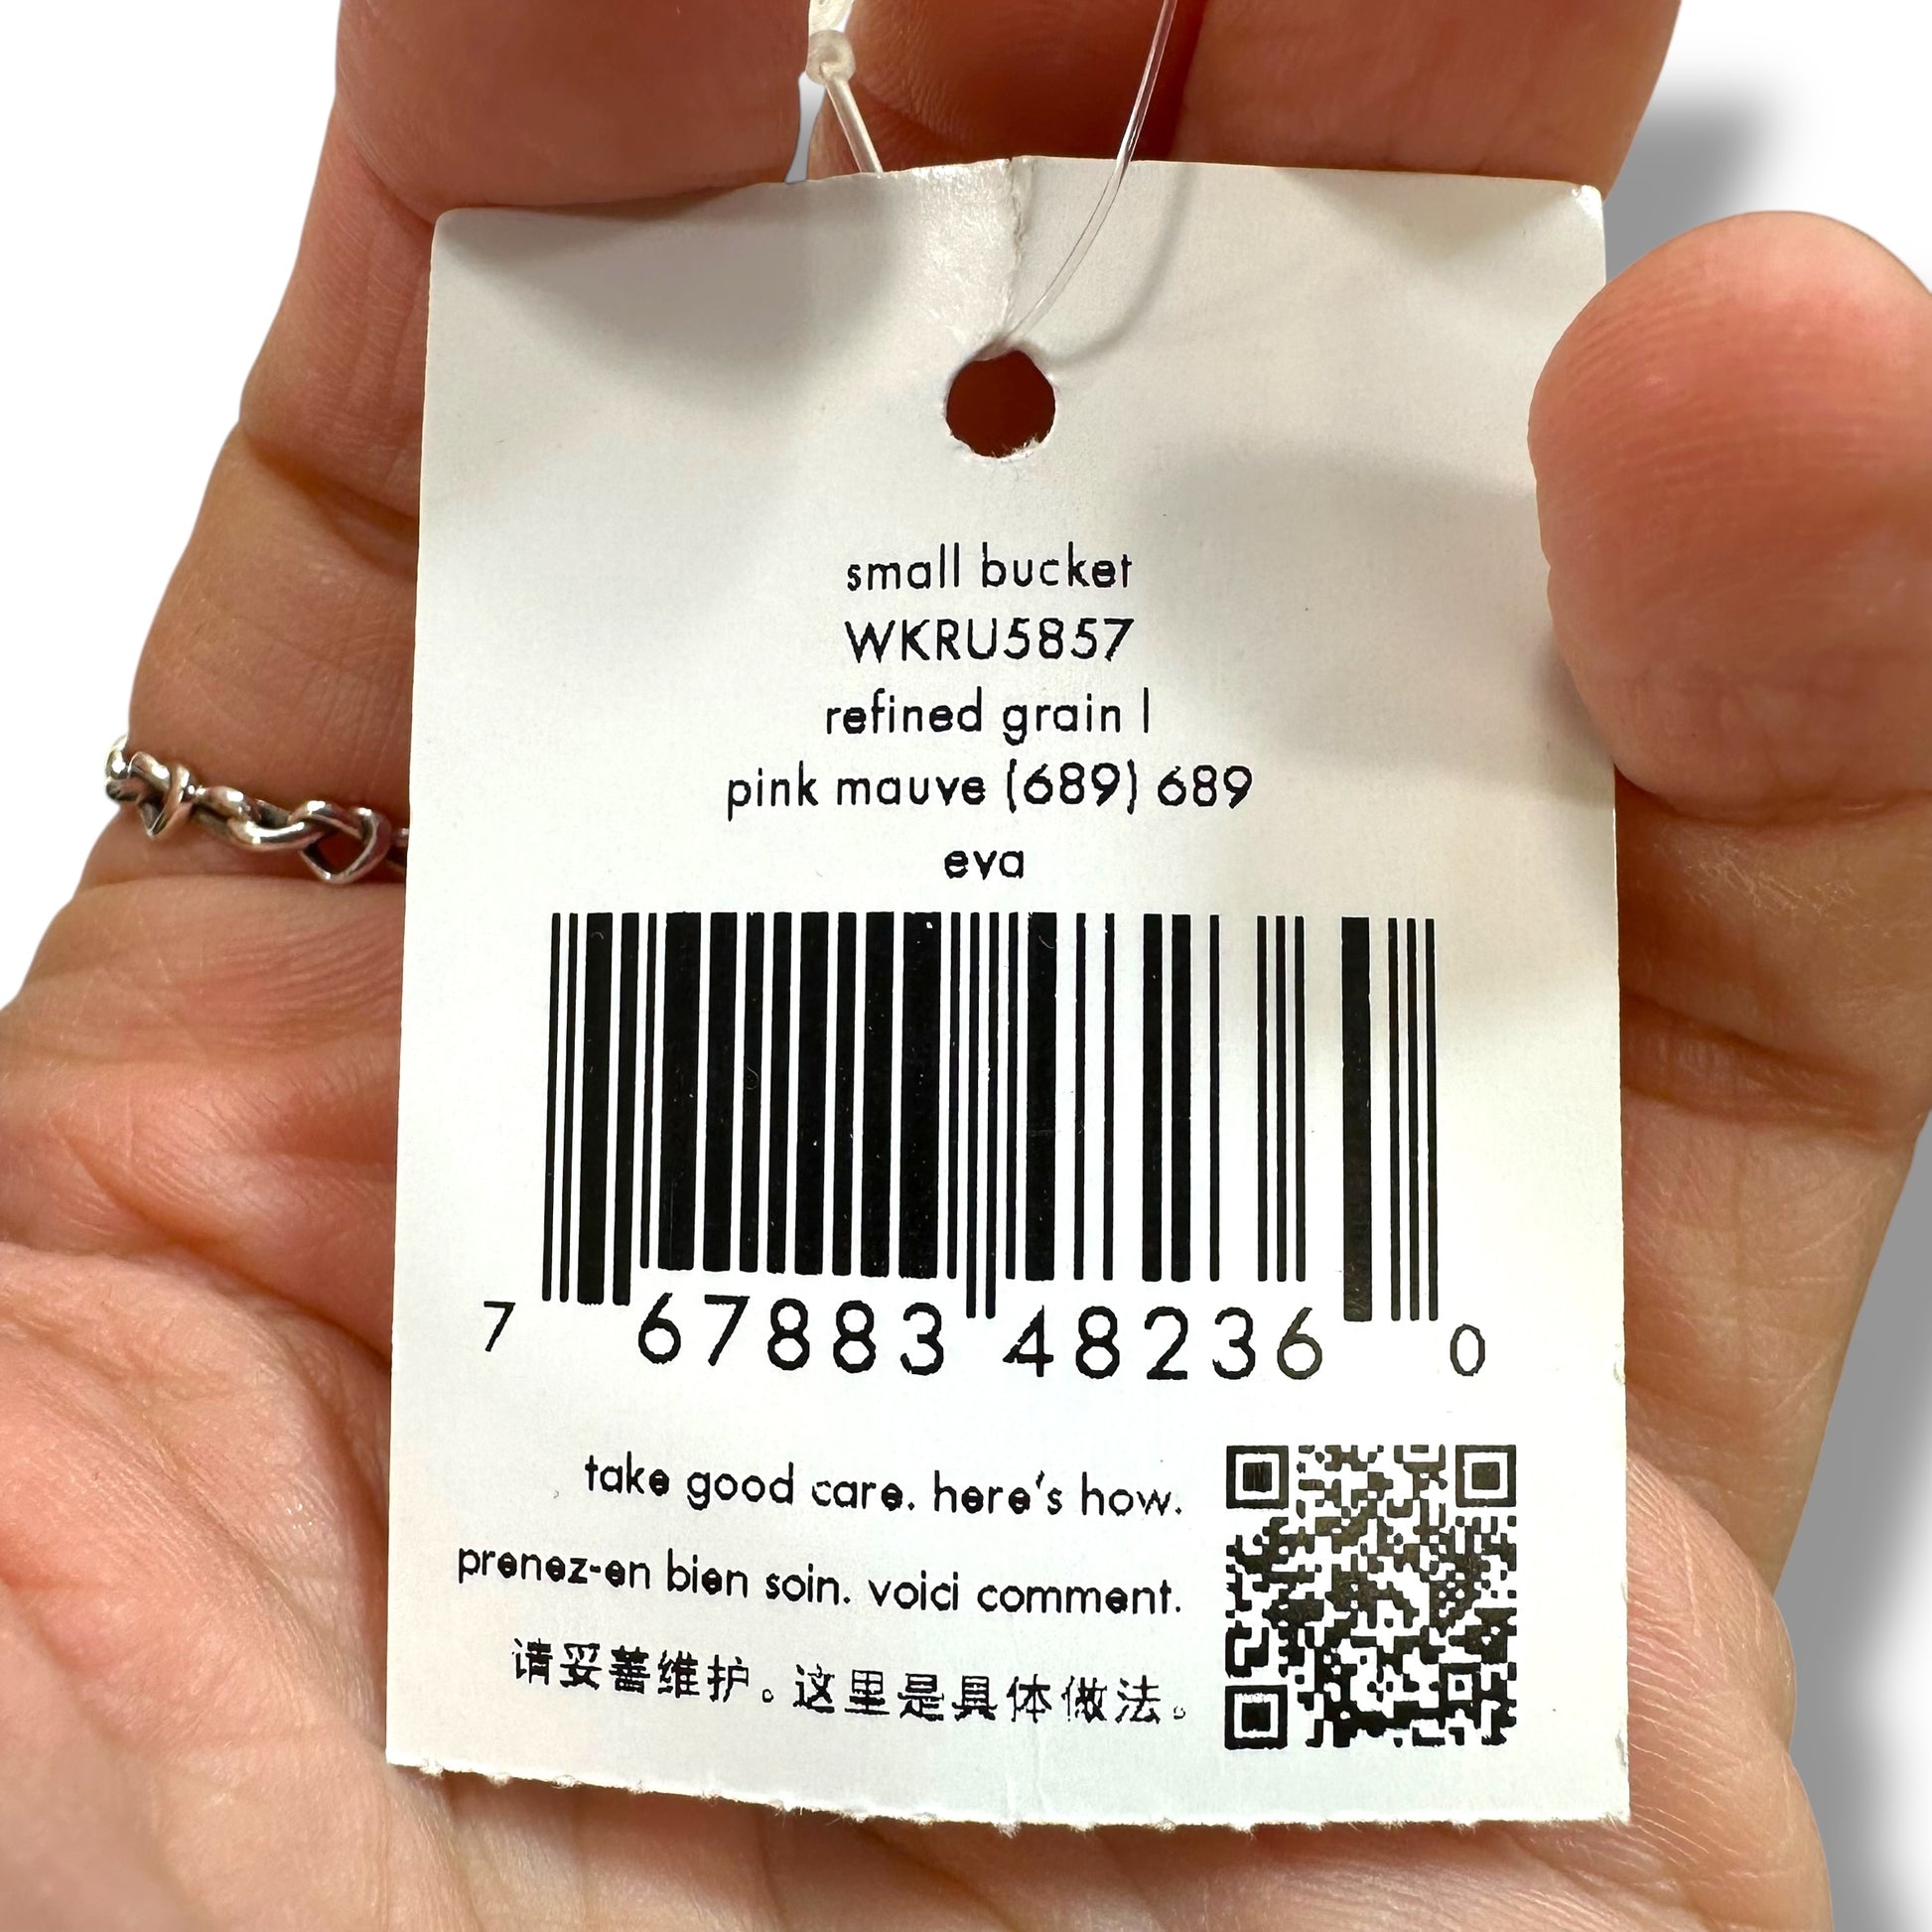 small bucket
WKRU5857
refined grain l
pink mauve (689) 689
eva
7 67883 48236 0
take good care. here's how.
prenez-en bien soin. voici comment.
请妥善维护。这里是具体做法。